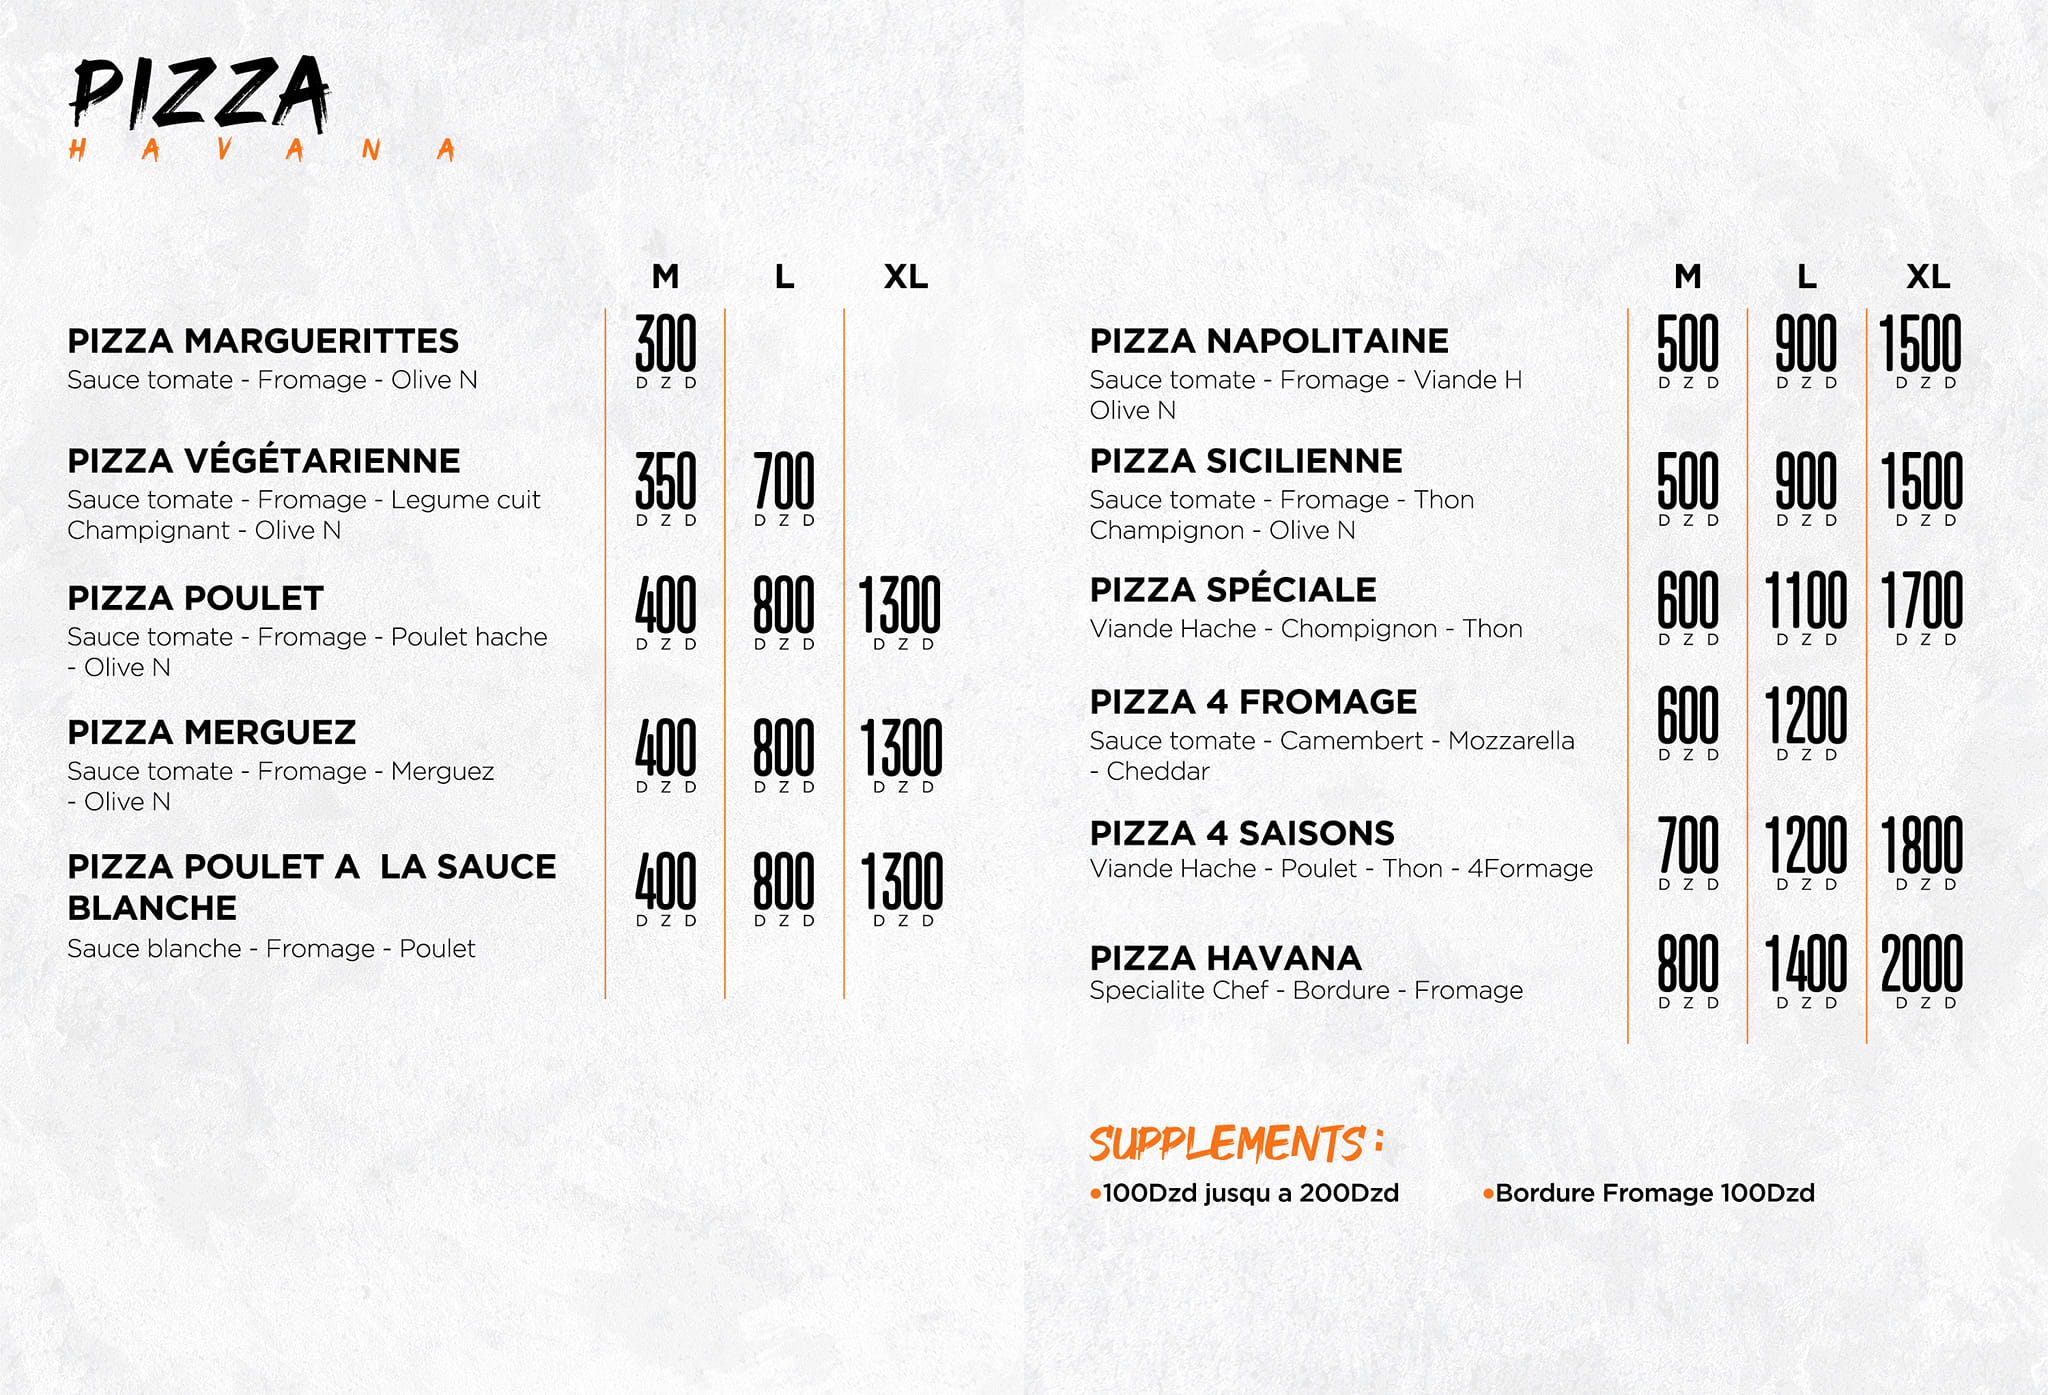 PIZZA
HAVANA
M L XL
PIZZA MARGUERITTES
Sauce tomate - Fromage - Olive N
300
DZD
PIZZA VÉGÉTARIENNE
Sauce tomate - Fromage - Legume cuit
Champignant - Olive N
350 700
DZD DZD
PIZZA POULET
Sauce tomate - Fromage - Poulet hache
- Olive N
400 800 1300
DZD DZD DZD
PIZZA MERGUEZ
Sauce tomate - Fromage - Merguez
- Olive N
400 800 1300
DZD DZD DZD
PIZZA POULET A  LA SAUCE
BLANCHE
Sauce blanche - Fromage - Poulet
400 800 1300
DZD DZD DZD
M L XL
PIZZA NAPOLITAINE
Sauce tomate - Fromage - Viande H
Olive N
500 900 1500
DZD DZD DZD
PIZZA SICILIENNE
Sauce tomate - Fromage - Thon
Champignon - Olive N
500 900 1500
DZD DZD DZD
PIZZA SPÉCIALE
Viande Hache - Chompignon - Thon
600 1100 1700
DZD DZD DZD
PIZZA 4 FROMAGE
Sauce tomate - Camembert - Mozzarella
- Cheddar
600 1200
DZD DZD
PIZZA 4 SAISONS
Viande Hache - Poulet - Thon - 4Formage
700 1200 1800
DZD DZD DZD
PIZZA HAVANA
Specialite Chef - Bordure - Fromage
800 1400 2000
DZD DZD DZD
SUPPLEMENTS :
•100Dzd jusqu a 200Dzd
•Bordure Fromage 100Dzd